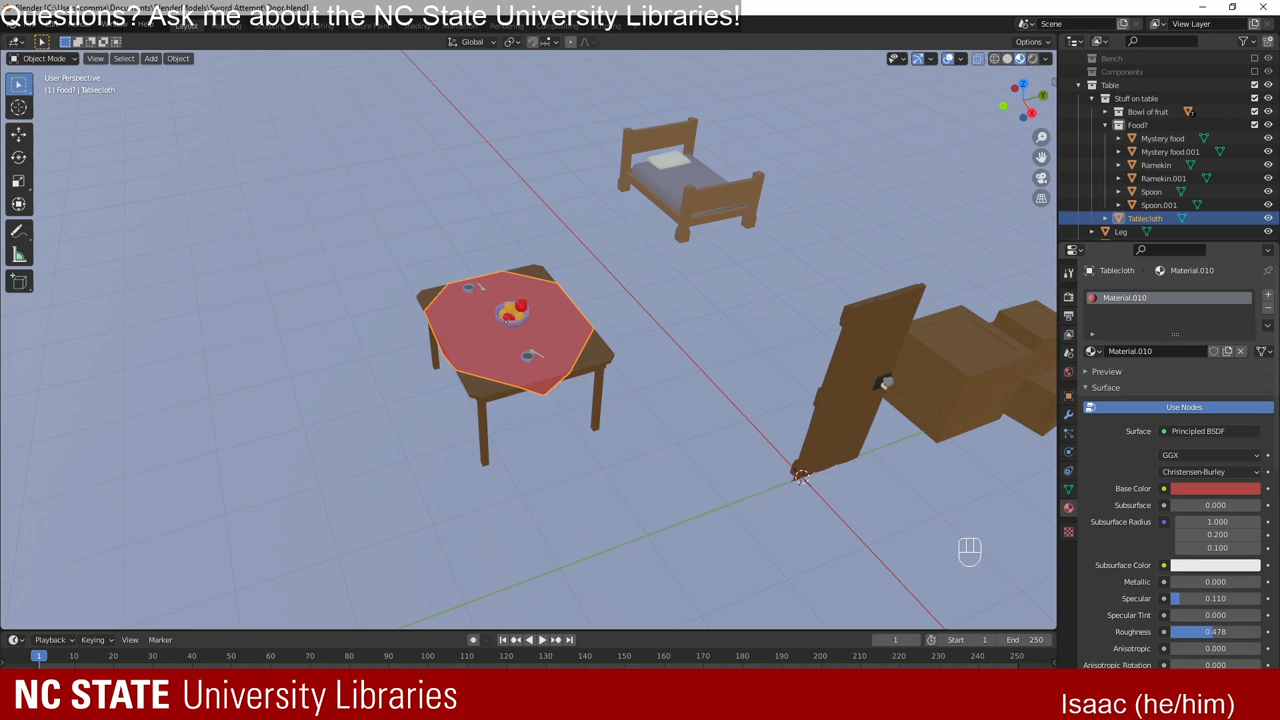 Questions? Ask me about the NC State University Libraries!
Scene
View Layer
Global
Options
Object Mode
View
Select
Add
Object
User Perspective
(1) Food? | Tablecloth
Bench
Components
Table
Stuff on table
Bowl of fruit
Food?
Mystery food
Mystery food.001
Ramekin
Ramekin.001
Spoon
Spoon.001
Tablecloth
Leg
Tablecloth
Material.010
Material.010
Material.010
Preview
Surface
Use Nodes
Surface
Principled BSDF
GGX
Christensen-Burley
Base Color
Subsurface
0.000
Subsurface Radius
1.000
0.200
0.100
Subsurface Color
Metallic
0.000
Specular
0.110
Specular Tint
0.000
Roughness
0.478
Anisotropic
0.000
Anisotropic Rotation
0.000
Playback
Keying
View
Marker
1
Start
1
End
250
1
10
20
30
40
50
60
70
80
90
100
110
120
130
140
150
160
170
180
190
200
210
220
230
240
250
NC STATE University Libraries
Isaac (he/him)